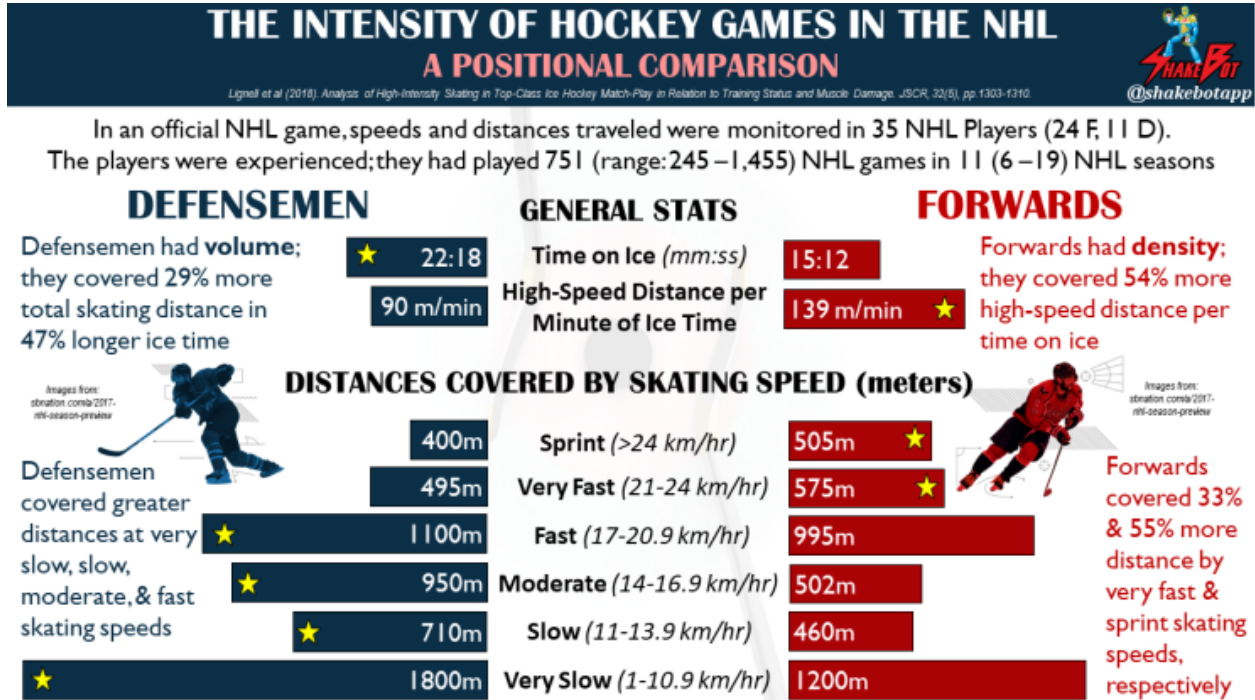 THE INTENSITY OF HOCKEY GAMES IN THE NHL
A POSITIONAL COMPARISON
Lignell et al (2018). Analysis of High-Intensity Skating in Top-Class Ice Hockey Match-Play in Relation to Training Status and Muscle Damage. JSCR, 32(5), pp.1303-1310.
SHAKEBOT
@shakebotapp
In an official NHL game, speeds and distances traveled were monitored in 35 NHL Players (24 F, 11 D).
The players were experienced; they had played 751 (range: 245 –1,455) NHL games in 11 (6 –19) NHL seasons
DEFENSEMEN
Defensemen had volume;
they covered 29% more
total skating distance in
47% longer ice time
GENERAL STATS
22:18 Time on Ice (mm:ss) 15:12
90 m/min High-Speed Distance per
Minute of Ice Time 139 m/min
FORWARDS
Forwards had density;
they covered 54% more
high-speed distance per
time on ice
Images from:
sbnation.com/a/2017-
nhl-season-preview
DISTANCES COVERED BY SKATING SPEED (meters)
Images from:
sbnation.com/a/2017-
nhl-season-preview
400m Sprint (>24 km/hr) 505m
495m Very Fast (21-24 km/hr) 575m
1100m Fast (17-20.9 km/hr) 995m
950m Moderate (14-16.9 km/hr) 502m
710m Slow (11-13.9 km/hr) 460m
1800m Very Slow (1-10.9 km/hr) 1200m
Defensemen
covered greater
distances at very
slow, slow,
moderate, & fast
skating speeds
Forwards
covered 33%
& 55% more
distance by
very fast &
sprint skating
speeds,
respectively